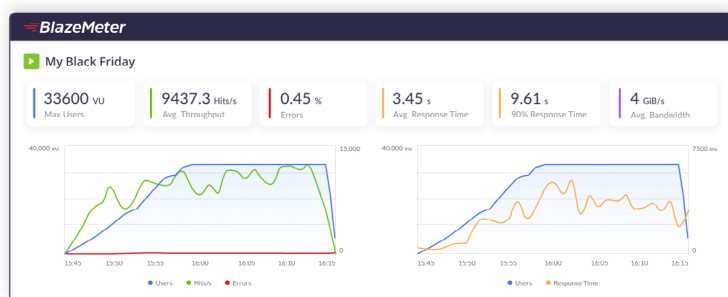 BlazeMeter
My Black Friday
33600 VU
Max Users
9437.3 Hits/s
Avg. Throughput
0.45 %
Errors
3.45 s
Avg. Response Time
9.61 s
90% Response Time
4 GiB/s
Avg. Bandwidth
40,000 vu
15,000
0
15:45 15:50 15:55 16:00 16:05 16:10 16:15
Users Hits/s Errors
40,000 vu
7500 ms
0
15:45 15:50 15:55 16:00 16:05 16:10 16:15
Users Response Time